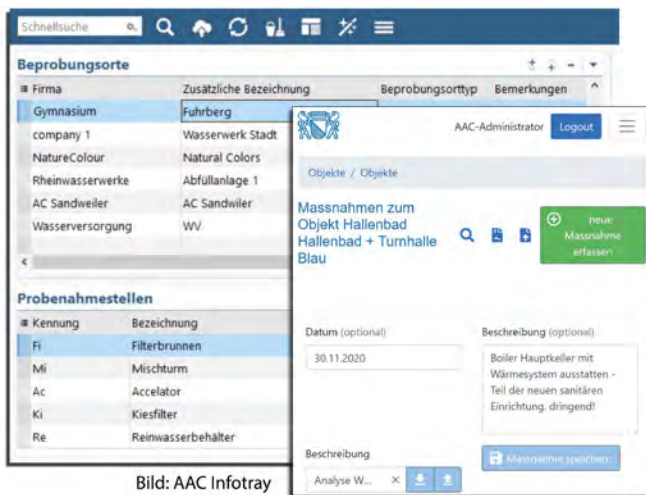 Schnellsuche
Beprobungsorte
Firma Zusätzliche Bezeichnung Beprobungsorttyp Bemerkungen
Gymnasium Fuhrberg
company 1 Wasserwerk Stadt
NatureColour Natural Colors
Rheinwasserwerke Abfüllanlage 1
AC Sandweiler AC Sandwiler
Wasserversorgung WV
Probenahmestellen
Kennung Bezeichnung
Fi Filterbrunnen
Mi Mischturm
Ac Accelator
Ki Kiesfilter
Re Reinwasserbehälter
AAC-Administrator Logout
Objekte / Objekte
Massnahmen zum
Objekt Hallenbad
Hallenbad + Turnhalle
Blau
neue
Massnahme
erfassen
Datum (optional)
30.11.2020
Beschreibung (optional)
Boiler Hauptkeller mit
Wärmesystem ausstatten -
Teil der neuen sanitären
Einrichtung. dringend!
Beschreibung
Analyse W...
Massnahme speichern
Bild: AAC Infotray